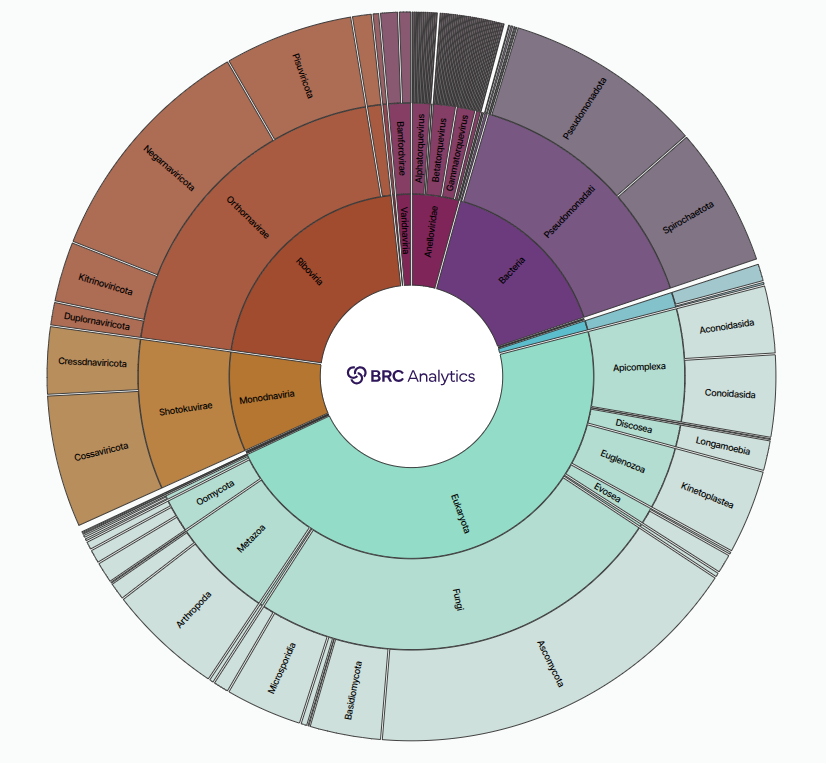 BRC Analytics
Anelloviridae
Bacteria
Eukaryota
Monodnaviria
Riboviria
Varidnaviria
Alphatorquevirus
Betatorquevirus
Gammatorquevirus
Pseudomonadati
Apicomplexa
Discosea
Euglenozoa
Evosea
Fungi
Metazoa
Oomycota
Shotokuvirae
Orthornavirae
Bamfordvirae
Pseudomonadota
Spirochaetota
Aconoidasida
Conoidasida
Longamoebia
Kinetoplastea
Ascomycota
Basidiomycota
Microsporidia
Arthropoda
Cossaviricota
Cressdnaviricota
Duplornaviricota
Kitrinoviricota
Negarnaviricota
Pisuviricota